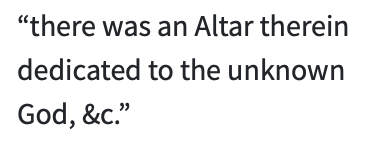 “there was an Altar therein
dedicated to the unknown
God, &c.”